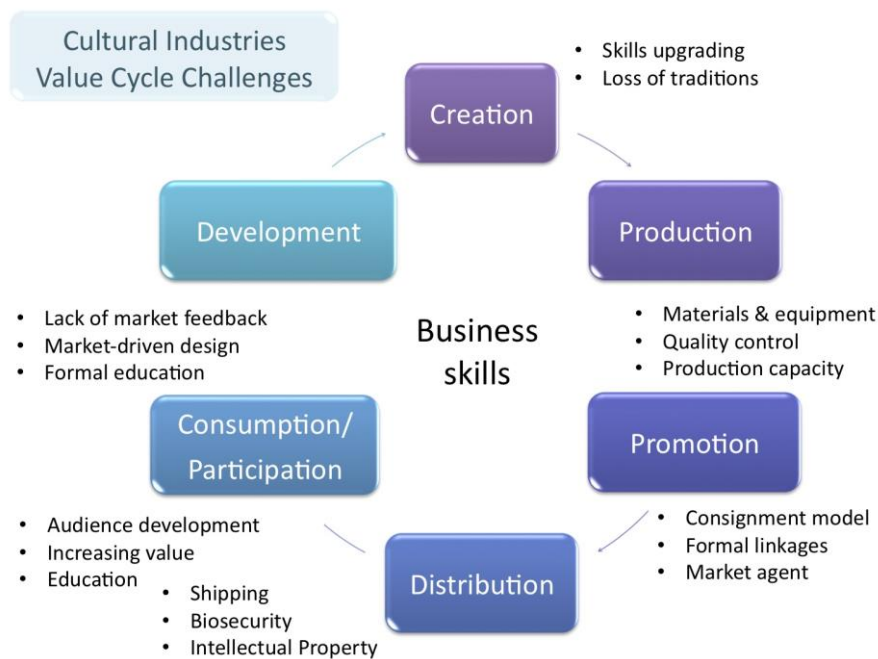 Cultural Industries
Value Cycle Challenges
Creation
• Skills upgrading
• Loss of traditions
Production
• Materials & equipment
• Quality control
• Production capacity
Promotion
• Consignment model
• Formal linkages
• Market agent
Distribution
• Shipping
• Biosecurity
• Intellectual Property
Consumption/
Participation
• Audience development
• Increasing value
• Education
Development
• Lack of market feedback
• Market-driven design
• Formal education
Business
skills